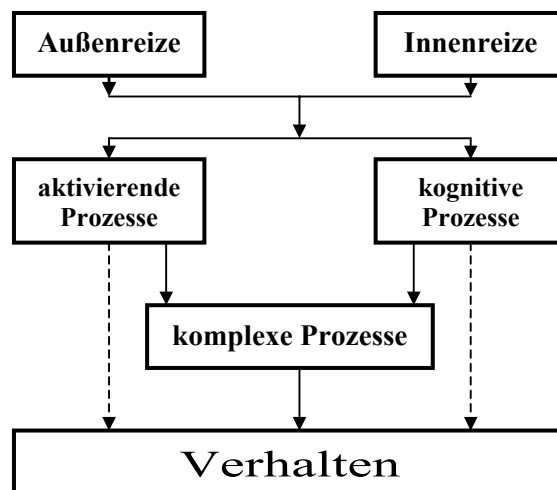 Außenreize
Innenreize
aktivierende
Prozesse
kognitive
Prozesse
komplexe Prozesse
Verhalten